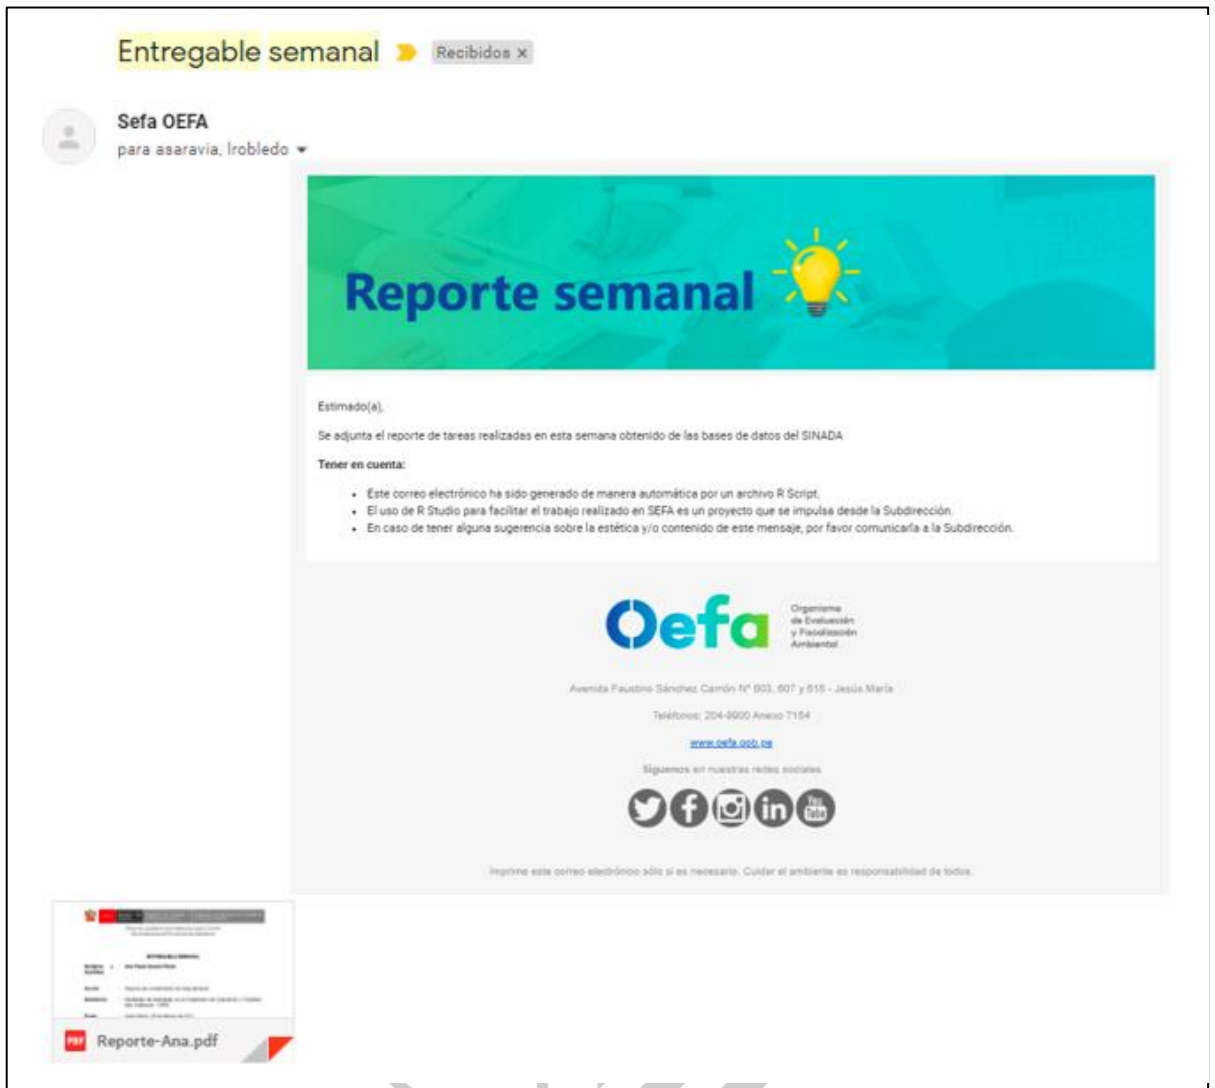 Entregable semanal
Recibidos x
Sefa OEFA
para asaravia, lrobledo
Reporte semanal
Estimado(a),
Se adjunta el reporte de tareas realizadas en esta semana obtenido de las bases de datos del SINADA
Tener en cuenta:
• Este correo electrónico ha sido generado de manera automática por un archivo R Script.
• El uso de R Studio para facilitar el trabajo realizado en SEFA es un proyecto que se impulsa desde la Subdirección.
• En caso de tener alguna sugerencia sobre la estética y/o contenido de este mensaje, por favor comunicarla a la Subdirección.
Oefa
Organismo
de Evaluación
y Fiscalización
Ambiental
Avenida Faustino Sánchez Carrión N° 603, 607 y 615 - Jesús María
Teléfonos: 204-9900 Anexo 7154
www.oefa.gob.pe
Síguenos en nuestras redes sociales
in
You
Tube
Imprime este correo electrónico sólo si es necesario. Cuidar el ambiente es responsabilidad de todos.
ENTREGABLE SEMANAL
PDF
Reporte-Ana.pdf